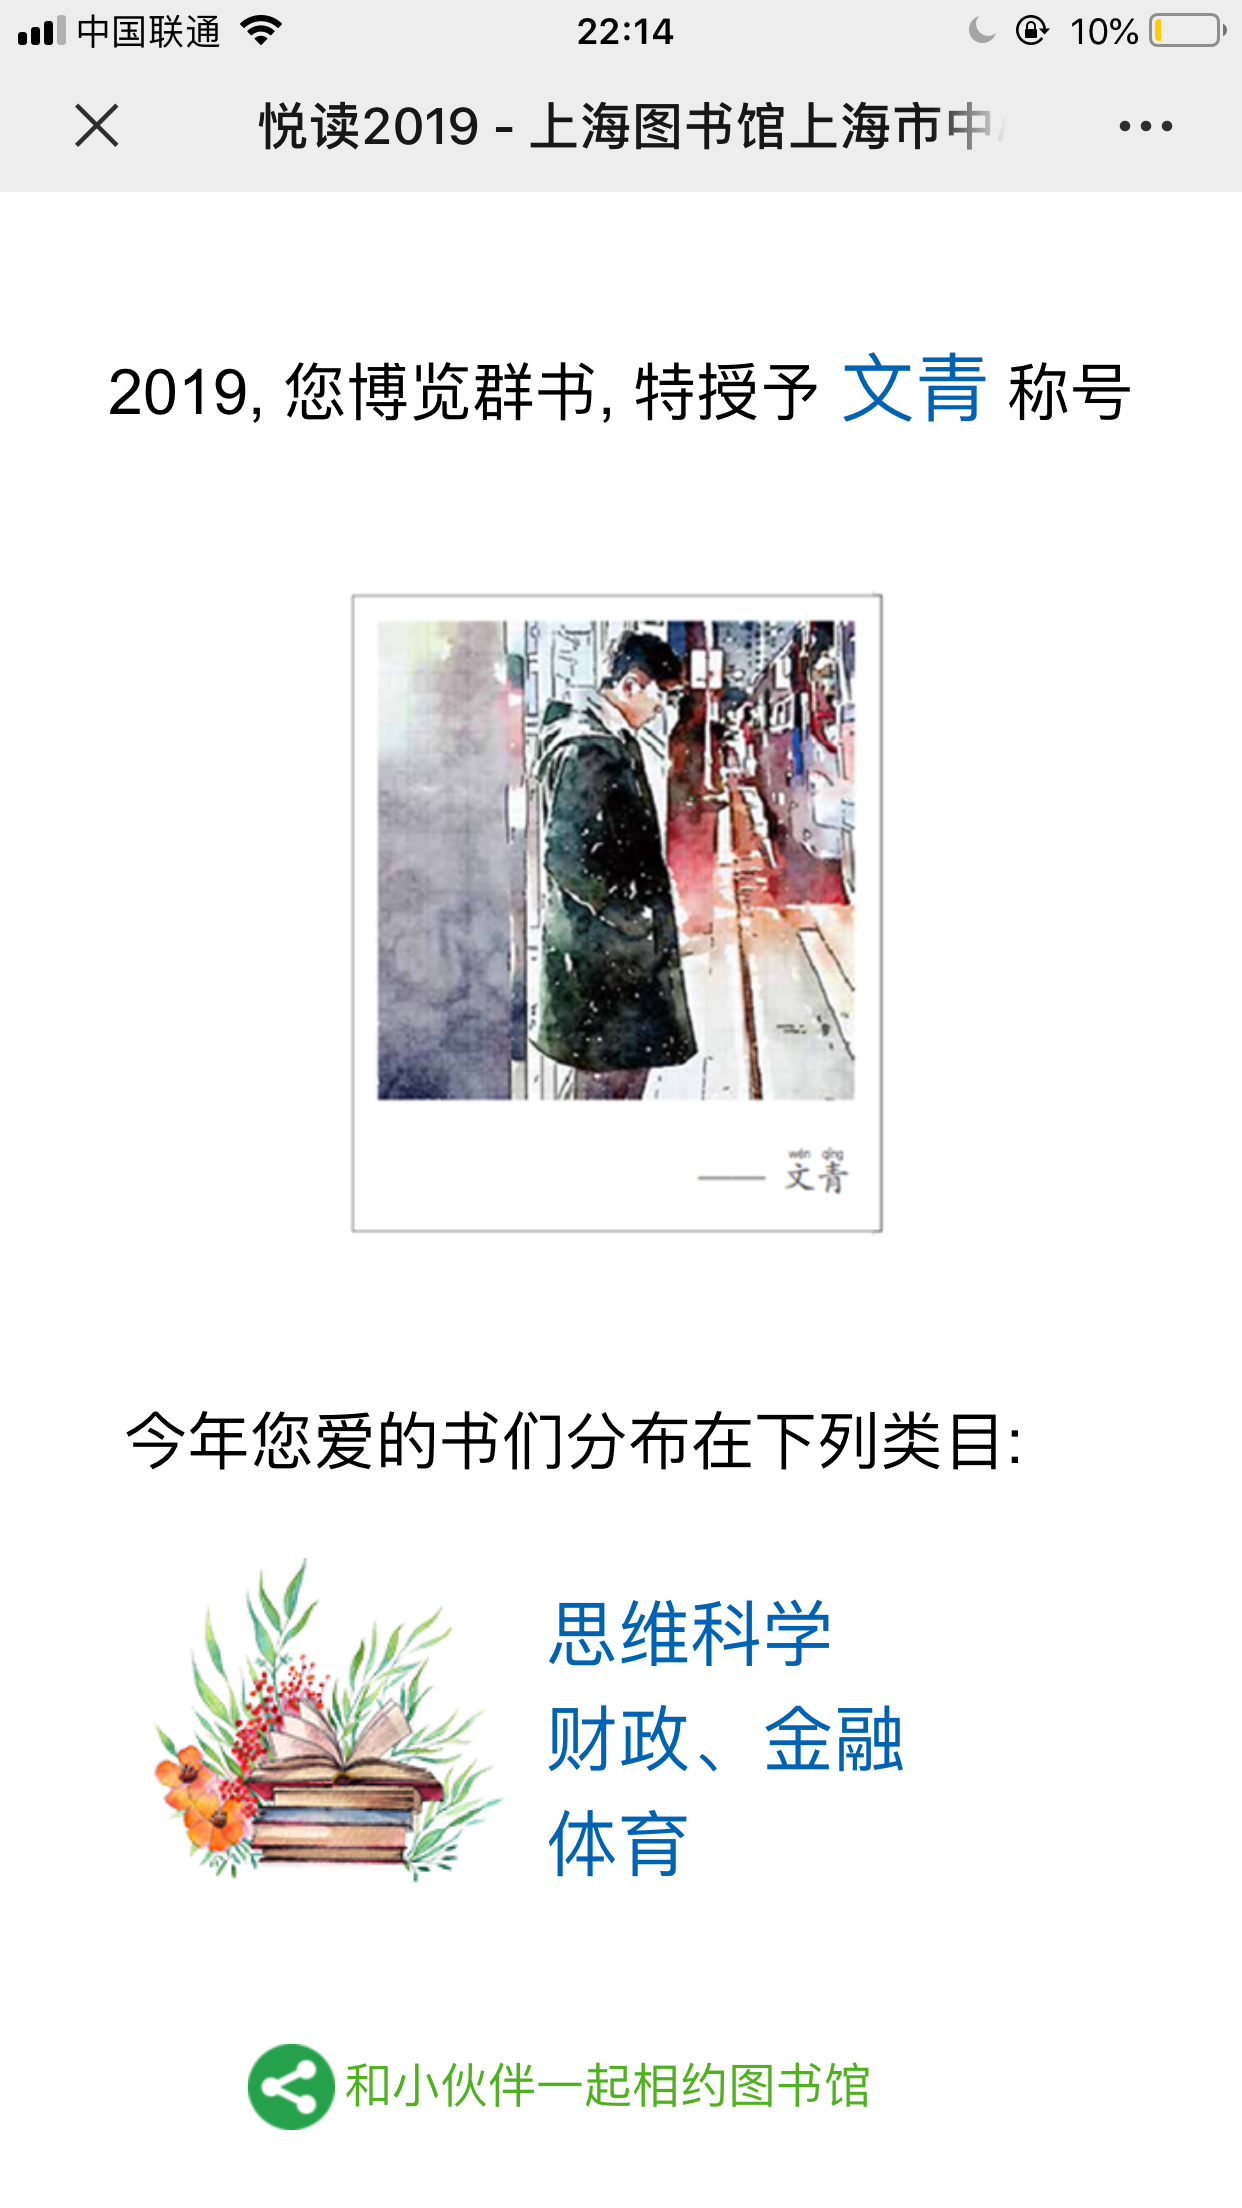 中国联通 22:14 10%
悦读2019 - 上海图书馆上海市中
2019, 您博览群书, 特授予 文青 称号
wén qīng
—— 文青
今年您爱的书们分布在下列类目:
思维科学
财政、金融
体育
和小伙伴一起相约图书馆